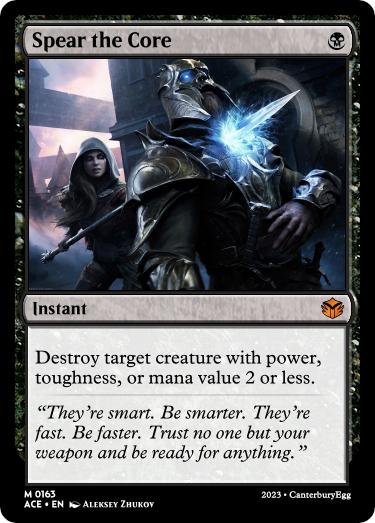 Spear the Core
Instant
Destroy target creature with power,
toughness, or mana value 2 or less.
“They’re smart. Be smarter. They’re
fast. Be faster. Trust no one but your
weapon and be ready for anything.”
M 0163
ACE • EN Aleksey Zhukov
2023 • CanterburyEgg